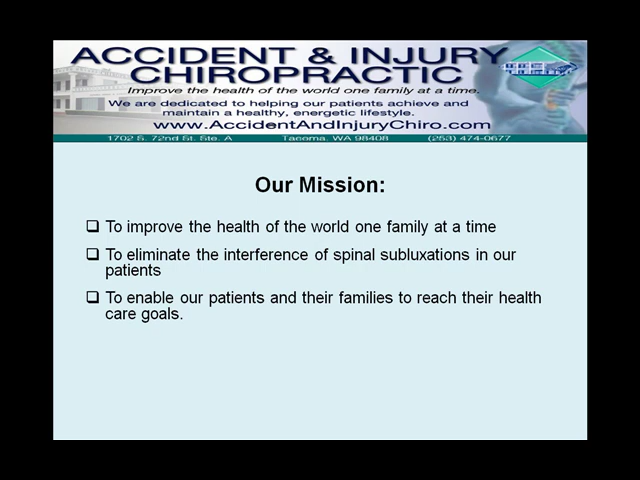 ACCIDENT & INJURY
CHIROPRACTIC
Improve the health of the world one family at a time.
We are dedicated to helping our patients achieve and
maintain a healthy, energetic lifestyle.
www.AccidentAndInjuryChiro.com
1702 S. 72nd St. Ste. A Tacoma, WA 98408 (253) 474-0677
Our Mission:
❑ To improve the health of the world one family at a time
❑ To eliminate the interference of spinal subluxations in our
patients
❑ To enable our patients and their families to reach their health
care goals.